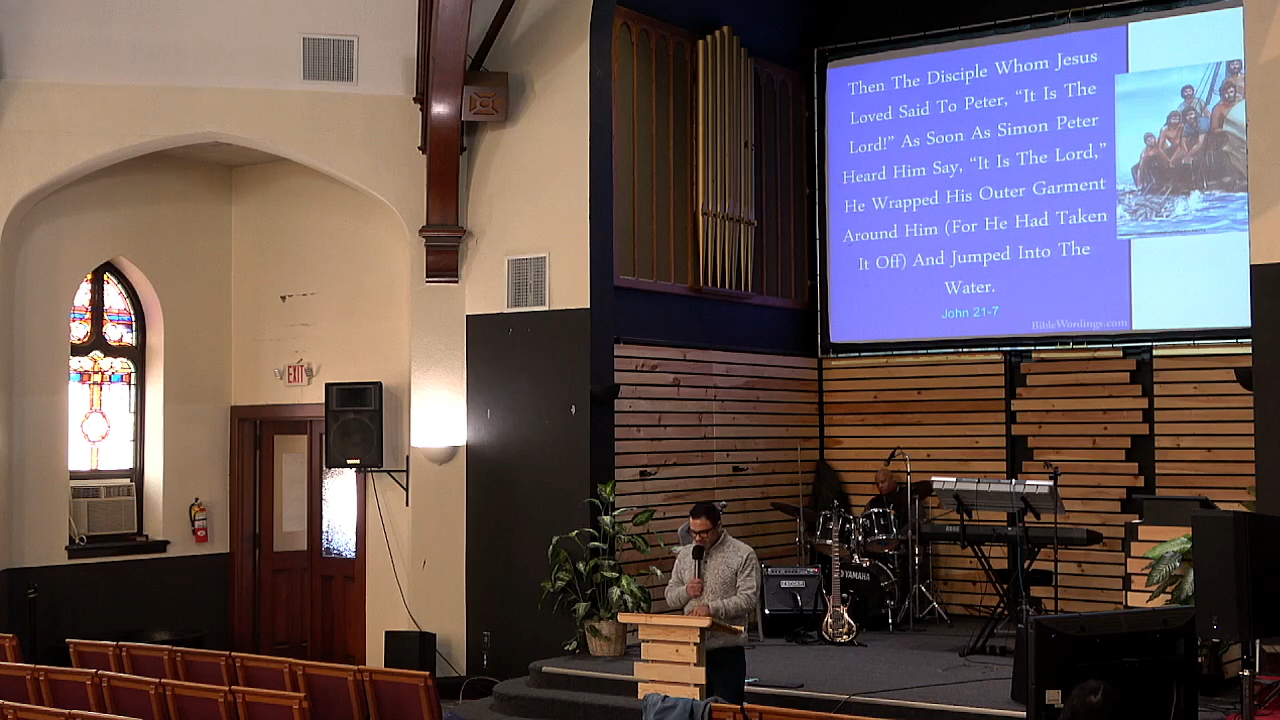 Then The Disciple Whom Jesus
Loved Said To Peter, “It Is The
Lord!” As Soon As Simon Peter
Heard Him Say, “It Is The Lord,”
He Wrapped His Outer Garment
Around Him (For He Had Taken
It Off) And Jumped Into The
Water.
John 21-7
BibleWordings.com
EXIT
YAMAHA